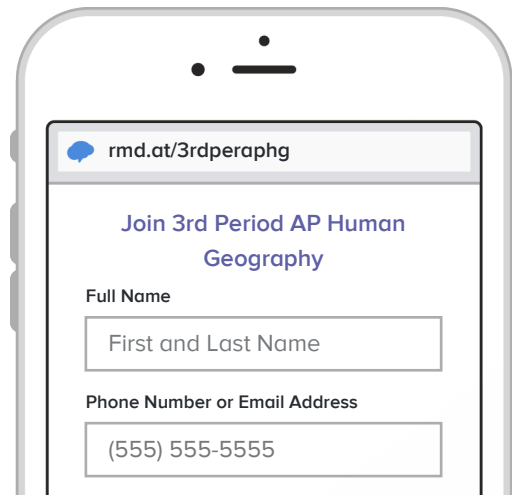 rmd.at/3rdperaphg
Join 3rd Period AP Human
Geography
Full Name
First and Last Name
Phone Number or Email Address
(555) 555-5555